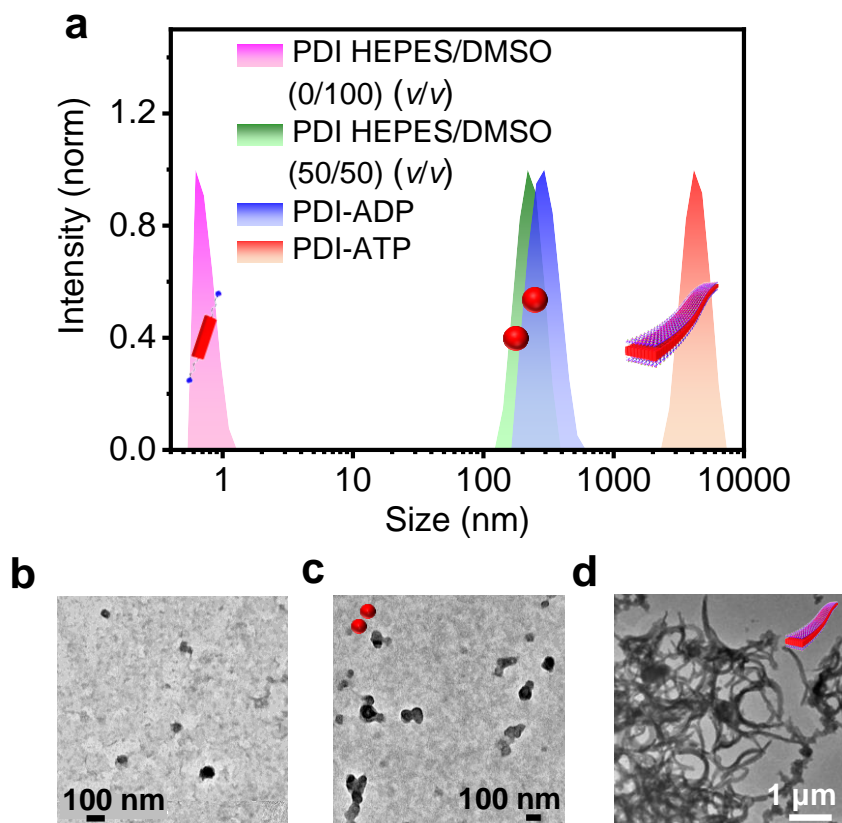 a
PDI HEPES/DMSO
(0/100) (v/v)
PDI HEPES/DMSO
(50/50) (v/v)
PDI-ADP
PDI-ATP
Intensity (norm)
1.2
0.8
0.4
0.0
1 10 100 1000 10000
Size (nm)
b
100 nm
c
100 nm
d
1 µm